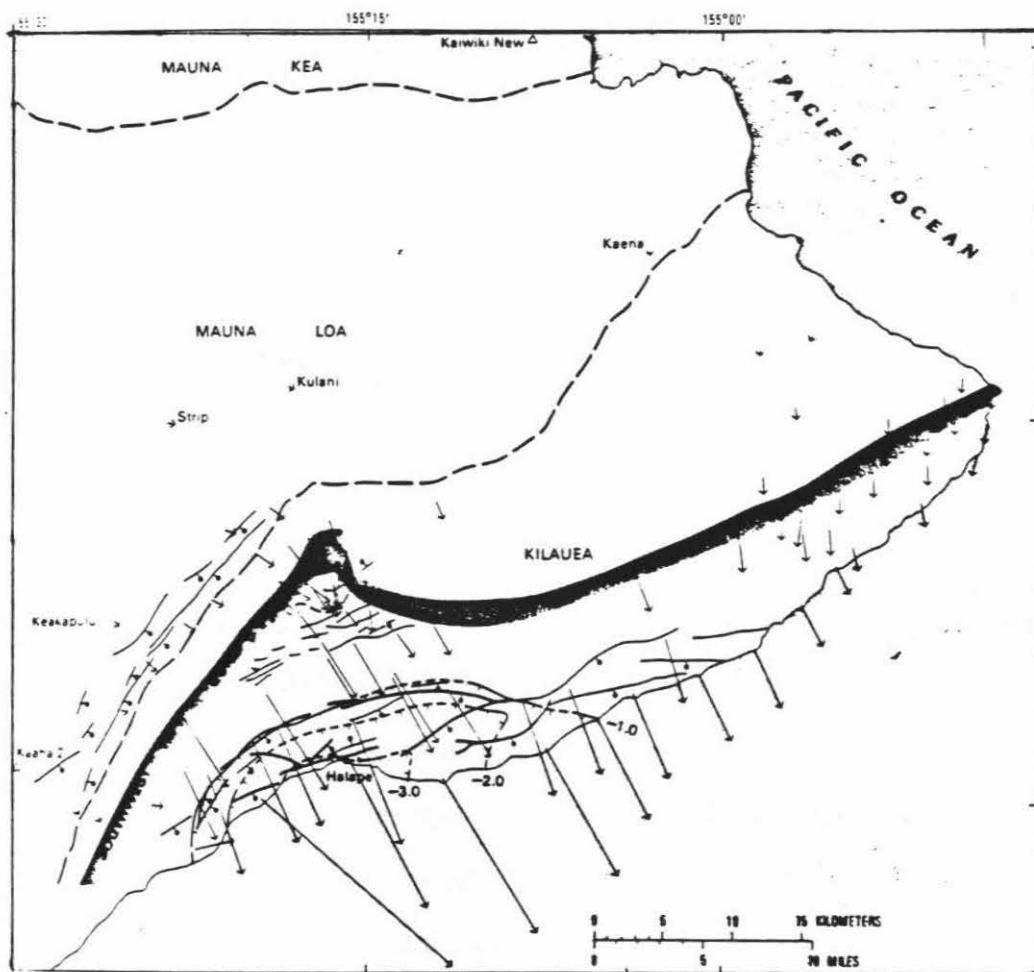 155°15'
155°00'
Kaiwiki New
MAUNA KEA
PACIFIC OCEAN
Kaena
MAUNA LOA
Kulani
Strip
KILAUEA
Keakapulu
-1.0
Halape
-3.0
-2.0
0 5 10 15 KILOMETERS
0 5
MILES